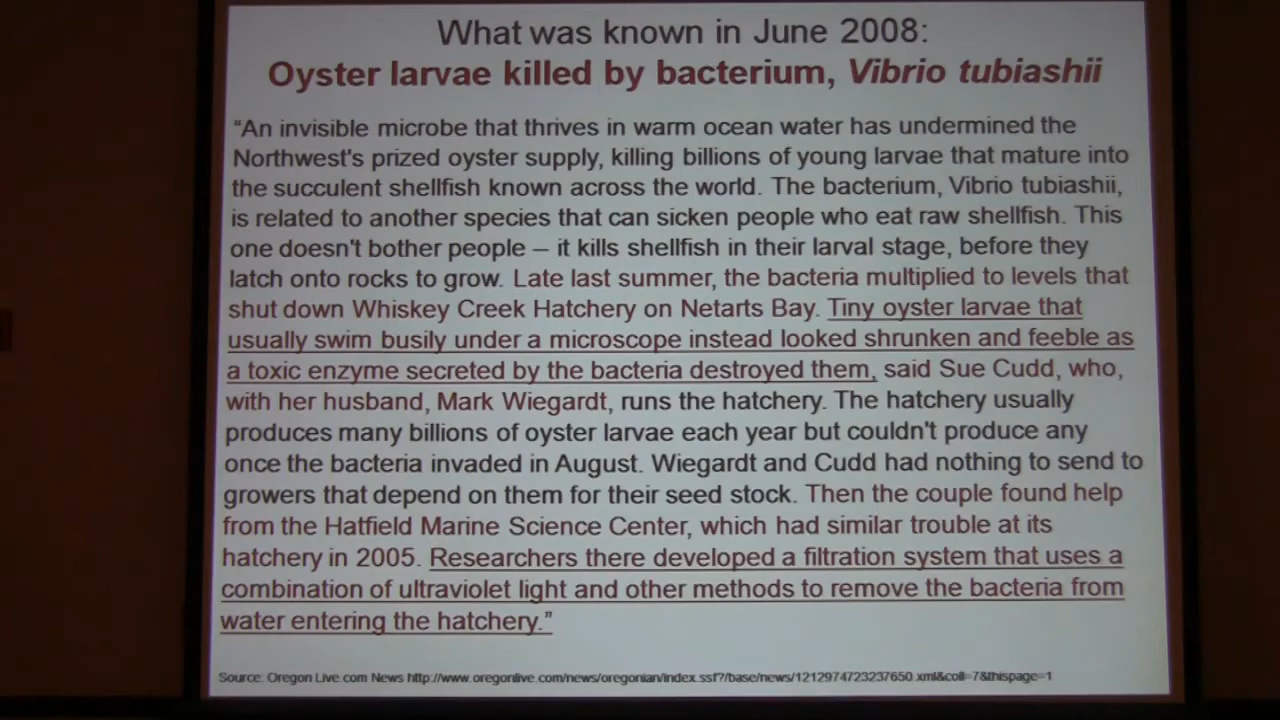 What was known in June 2008:
Oyster larvae killed by bacterium, Vibrio tubiashii
“An invisible microbe that thrives in warm ocean water has undermined the
Northwest's prized oyster supply, killing billions of young larvae that mature into
the succulent shellfish known across the world. The bacterium, Vibrio tubiashii,
is related to another species that can sicken people who eat raw shellfish. This
one doesn't bother people – it kills shellfish in their larval stage, before they
latch onto rocks to grow. Late last summer, the bacteria multiplied to levels that
shut down Whiskey Creek Hatchery on Netarts Bay. Tiny oyster larvae that
usually swim busily under a microscope instead looked shrunken and feeble as
a toxic enzyme secreted by the bacteria destroyed them, said Sue Cudd, who,
with her husband, Mark Wiegardt, runs the hatchery. The hatchery usually
produces many billions of oyster larvae each year but couldn't produce any
once the bacteria invaded in August. Wiegardt and Cudd had nothing to send to
growers that depend on them for their seed stock. Then the couple found help
from the Hatfield Marine Science Center, which had similar trouble at its
hatchery in 2005. Researchers there developed a filtration system that uses a
combination of ultraviolet light and other methods to remove the bacteria from
water entering the hatchery.”
Source: Oregon Live.com News http://www.oregonlive.com/news/oregonian/index.ssf?/base/news/1212974723237650.xml&coll=7&thispage=1